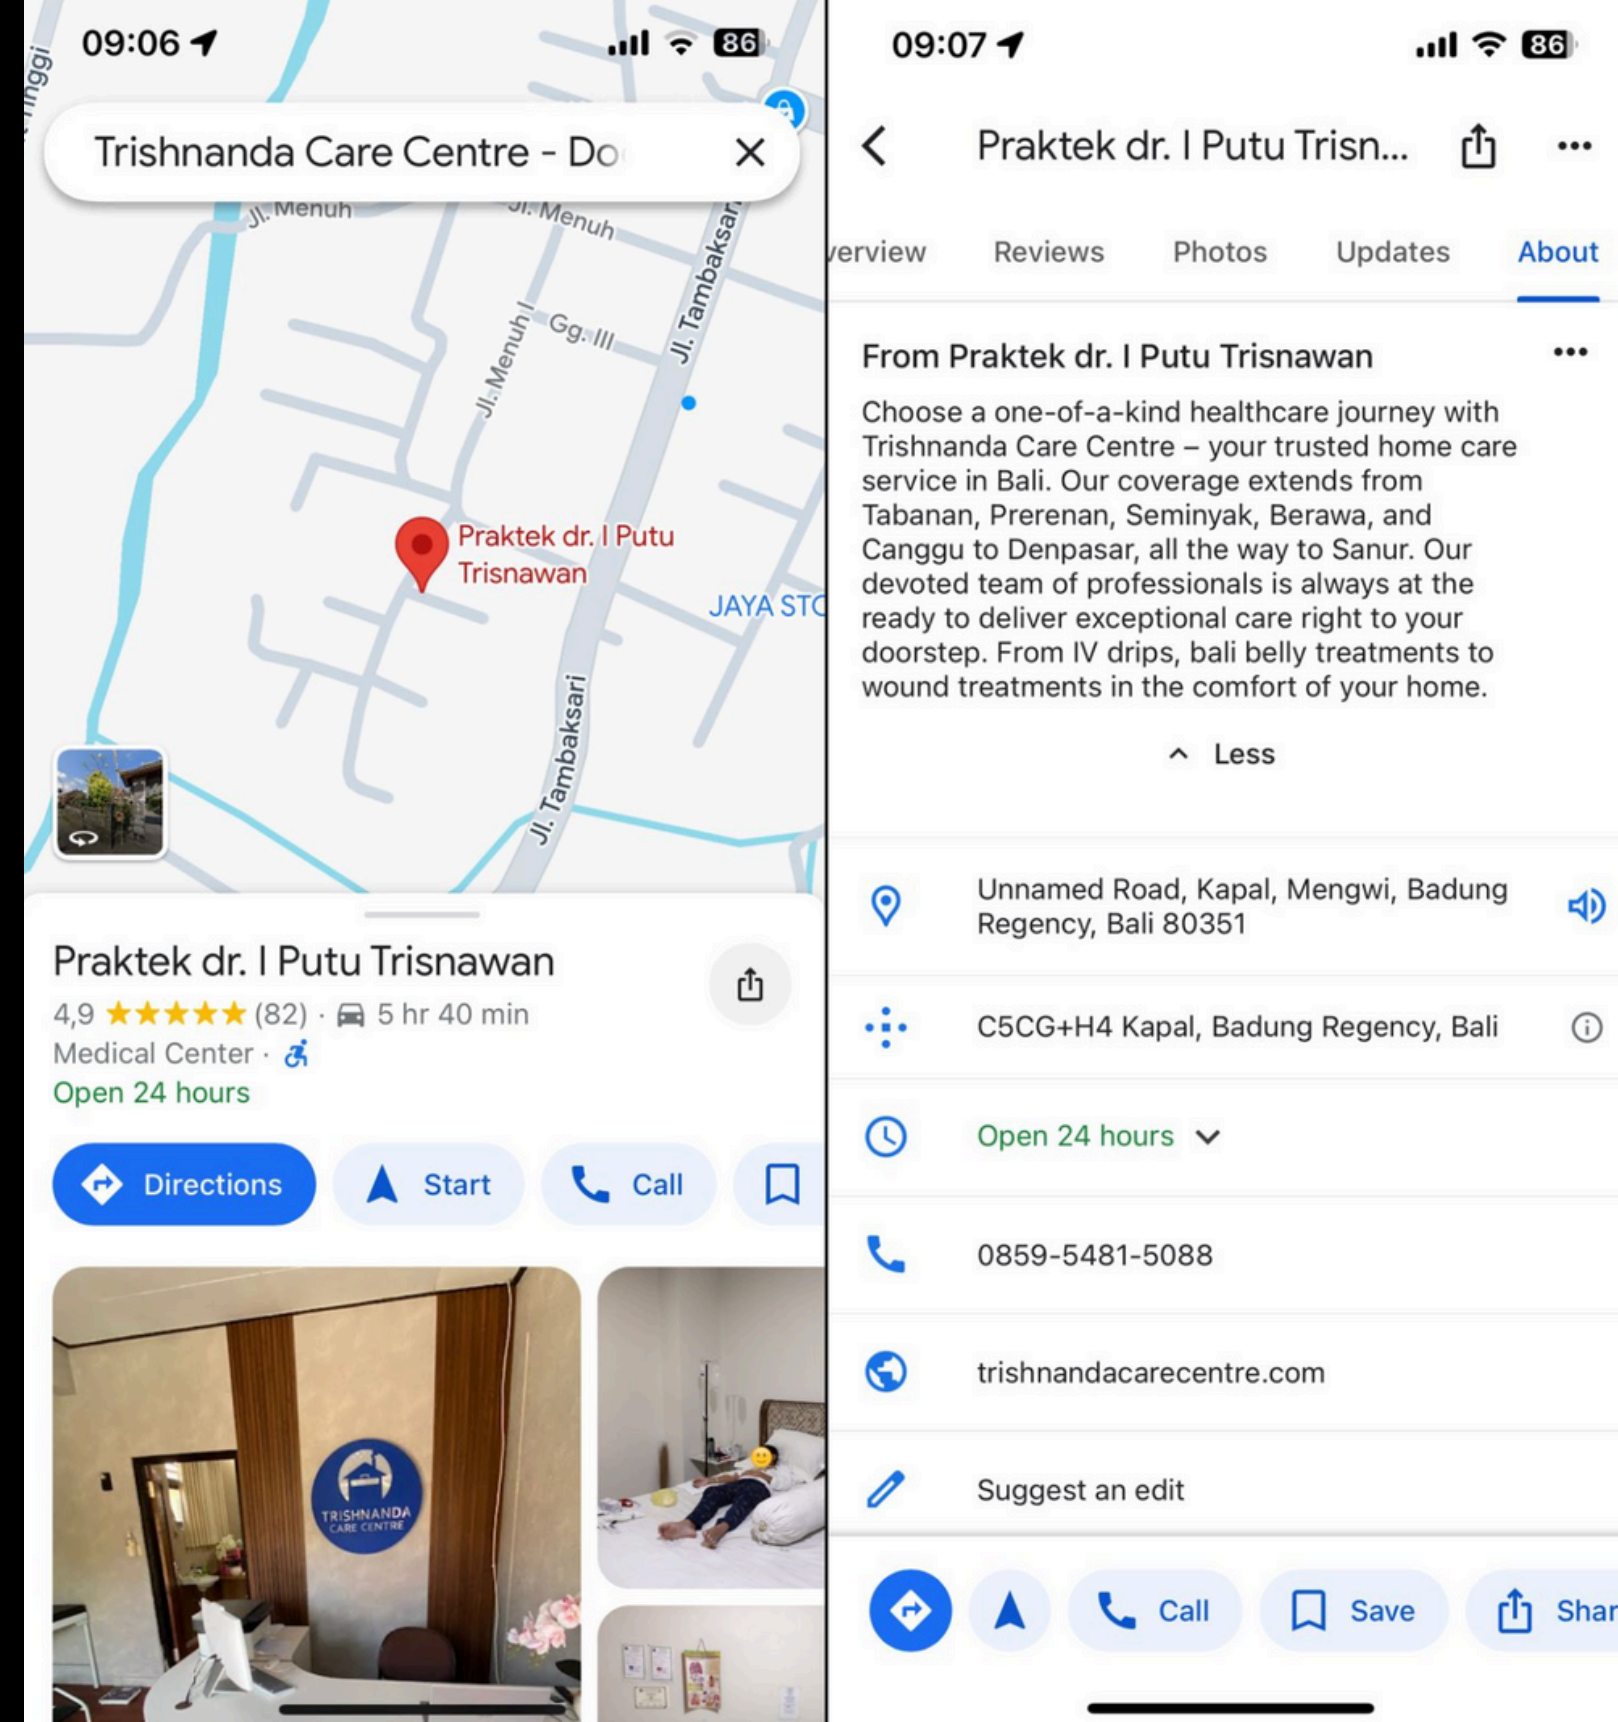 09:06
86
inggi
Trishnanda Care Centre - Do
Jl. Menuh
Jl. Menuh
Jl. Tambaksari
Gg. III
Jl. Menuh I
Praktek dr. I Putu
Trisnawan
JAYA STO
Jl. Tambaksari
Praktek dr. I Putu Trisnawan
4,9 (82) · 5 hr 40 min
Medical Center ·
Open 24 hours
Directions
Start
Call
TRISHNANDA
CARE CENTRE
09:07
86
Praktek dr. I Putu Trisn...
verview
Reviews
Photos
Updates
About
From Praktek dr. I Putu Trisnawan
Choose a one-of-a-kind healthcare journey with
Trishnanda Care Centre – your trusted home care
service in Bali. Our coverage extends from
Tabanan, Prerenan, Seminyak, Berawa, and
Canggu to Denpasar, all the way to Sanur. Our
devoted team of professionals is always at the
ready to deliver exceptional care right to your
doorstep. From IV drips, bali belly treatments to
wound treatments in the comfort of your home.
Less
Unnamed Road, Kapal, Mengwi, Badung
Regency, Bali 80351
C5CG+H4 Kapal, Badung Regency, Bali
Open 24 hours
0859-5481-5088
trishnandacarecentre.com
Suggest an edit
Call
Save
Shar